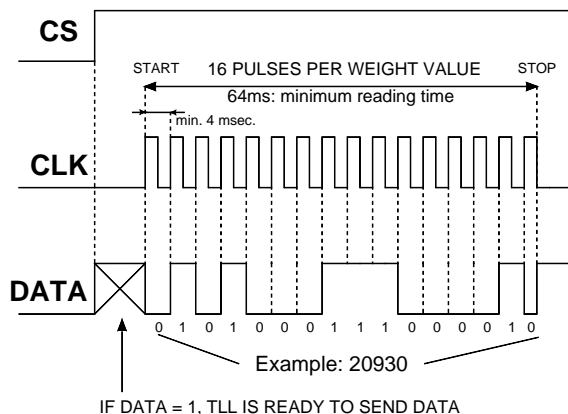 CS
START 16 PULSES PER WEIGHT VALUE STOP
64ms: minimum reading time
min. 4 msec.
CLK
DATA
0 1 0 1 0 0 0 1 1 1 0 0 0 0 1 0
Example: 20930
IF DATA = 1, TLL IS READY TO SEND DATA